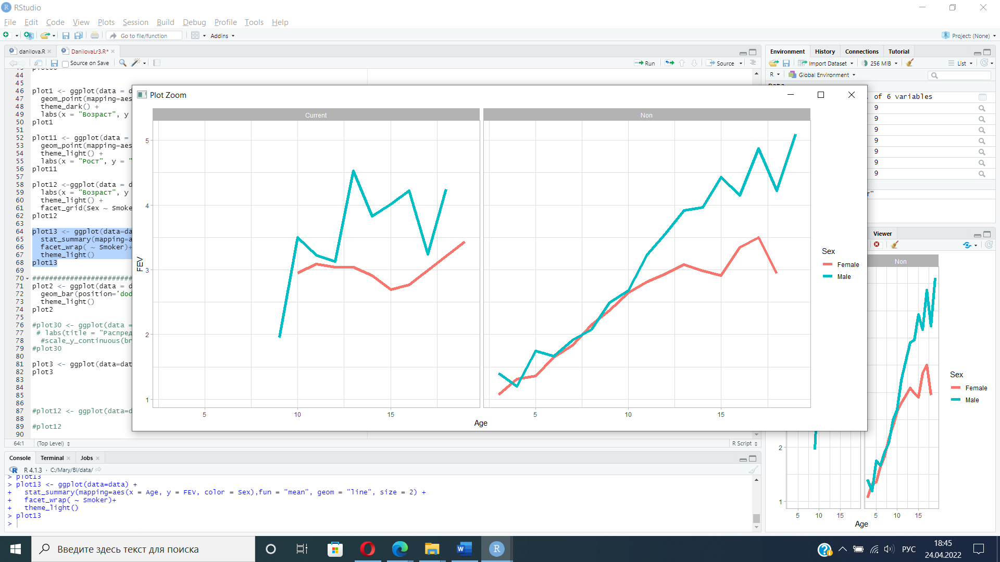 RStudio
File Edit Code View Plots Session Build Debug Profile Tools Help
Go to file/function Addins Project: (None)
danilova.R DanilovaLr3.R*
Source on Save Run Source
44
45
46 plot1 <- ggplot(data = d
47 geom_point(mapping=aes
48 theme_dark() +
49 labs(x = "Возраст", y
50 plot1
51
52 plot11 <- ggplot(data =
53 geom_point(mapping=aes
54 theme_light() +
55 labs(x = "Рост", y = "
56 plot11
57
58 plot12 <-ggplot(data = d
59 labs(x = "Возраст", y
60 theme_light() +
61 facet_grid(Sex ~ Smoke
62 plot12
63
64 plot13 <- ggplot(data=da
65 stat_summary(mapping=a
66 facet_wrap( ~ Smoker)+
67 theme_light()
68 plot13
69
70 ########################
71 plot2 <- ggplot(data = d
72 geom_bar(position='dod
73 theme_light()
74 plot2
75
76 #plot30 <- ggplot(data =
77 # labs(title = "Распред
78 #scale_y_continuous(br
79 #plot30
80
81 plot3 <- ggplot(data=dat
82 plot3
83
84
85
86
87 #plot12 <- ggplot(data=d
88
89 #plot12
90
64:1 (Top Level) R Script
Plot Zoom
Current Non
5
4
3
2
1
FEV
5 10 15 5 10 15
Age
Sex
Female
Male
Environment History Connections Tutorial
Import Dataset 256 MiB List
R Global Environment
of 6 variables
9
9
9
9
9
9
9
Viewer
Non
Sex
Female
Male
2
1
5 10 15 5 10 15
Age
Console Terminal Jobs
R 4.1.3 · C:/Mary/BI/data/
> plot13
> plot13 <- ggplot(data=data) +
+ stat_summary(mapping=aes(x = Age, y = FEV, color = Sex),fun = "mean", geom = "line", size = 2) +
+ facet_wrap( ~ Smoker)+
+ theme_light()
> plot13
>
Введите здесь текст для поиска
РУС
18:45
24.04.2022